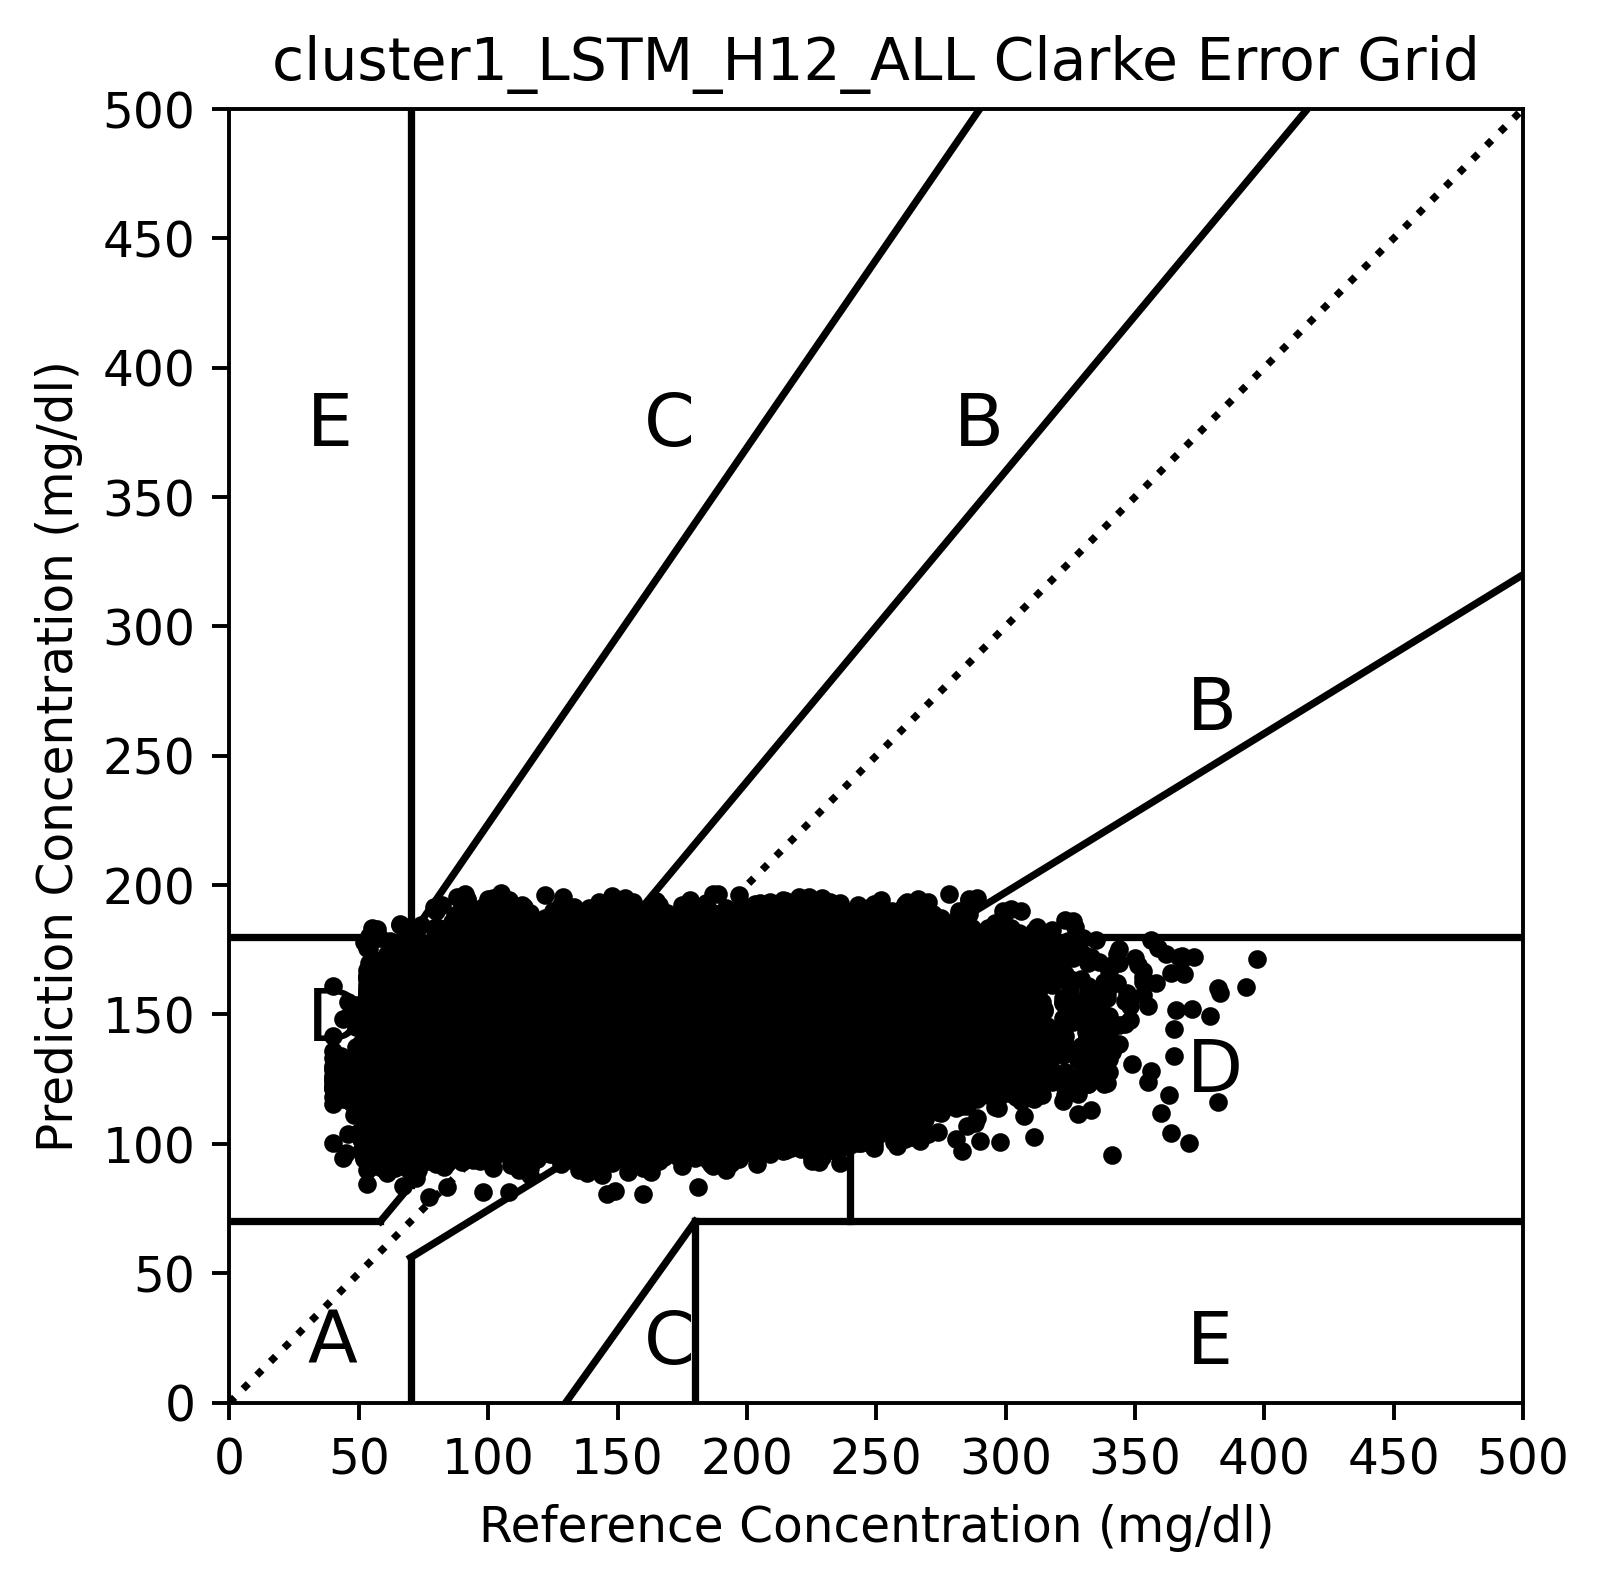 cluster1_LSTM_H12_ALL Clarke Error Grid
500
450
400
350
300
250
200
150
100
50
0
Prediction Concentration (mg/dl)
E C B
B
D
D
A C E
0 50 100 150 200 250 300 350 400 450 500
Reference Concentration (mg/dl)